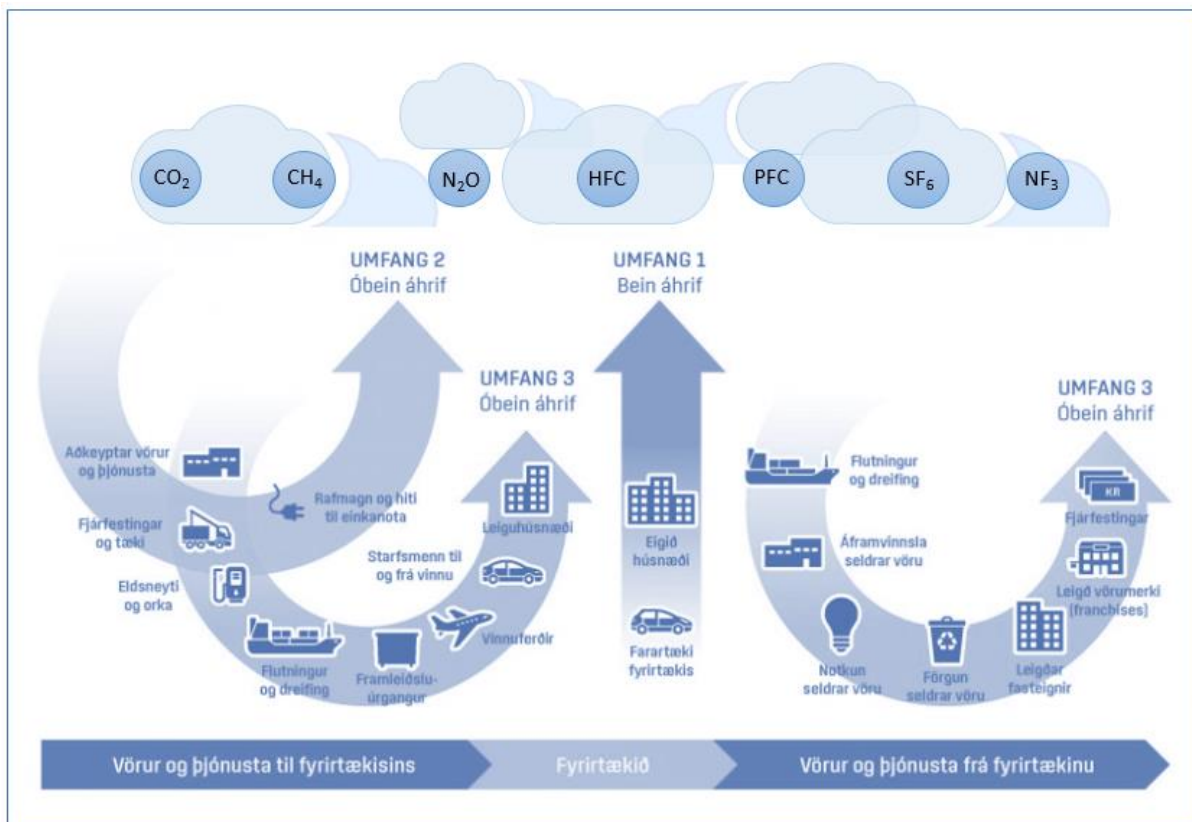 CO₂
CH₄
N₂O
HFC
PFC
SF₆
NF₃
UMFANG 2
Óbein áhrif
UMFANG 1
Bein áhrif
UMFANG 3
Óbein áhrif
UMFANG 3
Óbein áhrif
Aðkeyptar vörur
og þjónusta
Rafmagn og hiti
til einkanota
Fjárfestingar
og tæki
Eldsneyti
og orka
Flutningur
og dreifing
Framleiðslu-
úrgangur
Vinnuferðir
Starfsmenn til
og frá vinnu
Leiguhúsnæði
Eigið
húsnæði
Farartæki
fyrirtækis
Flutningur
og dreifing
Áframvinnsla
seldrar vöru
Notkun
seldrar vöru
Förgun
seldrar vöru
Leigðar
fasteignir
Leigð vörumerki
(franchises)
KR
Fjárfestingar
Vörur og þjónusta til fyrirtækisins
Fyrirtækið
Vörur og þjónusta frá fyrirtækinu